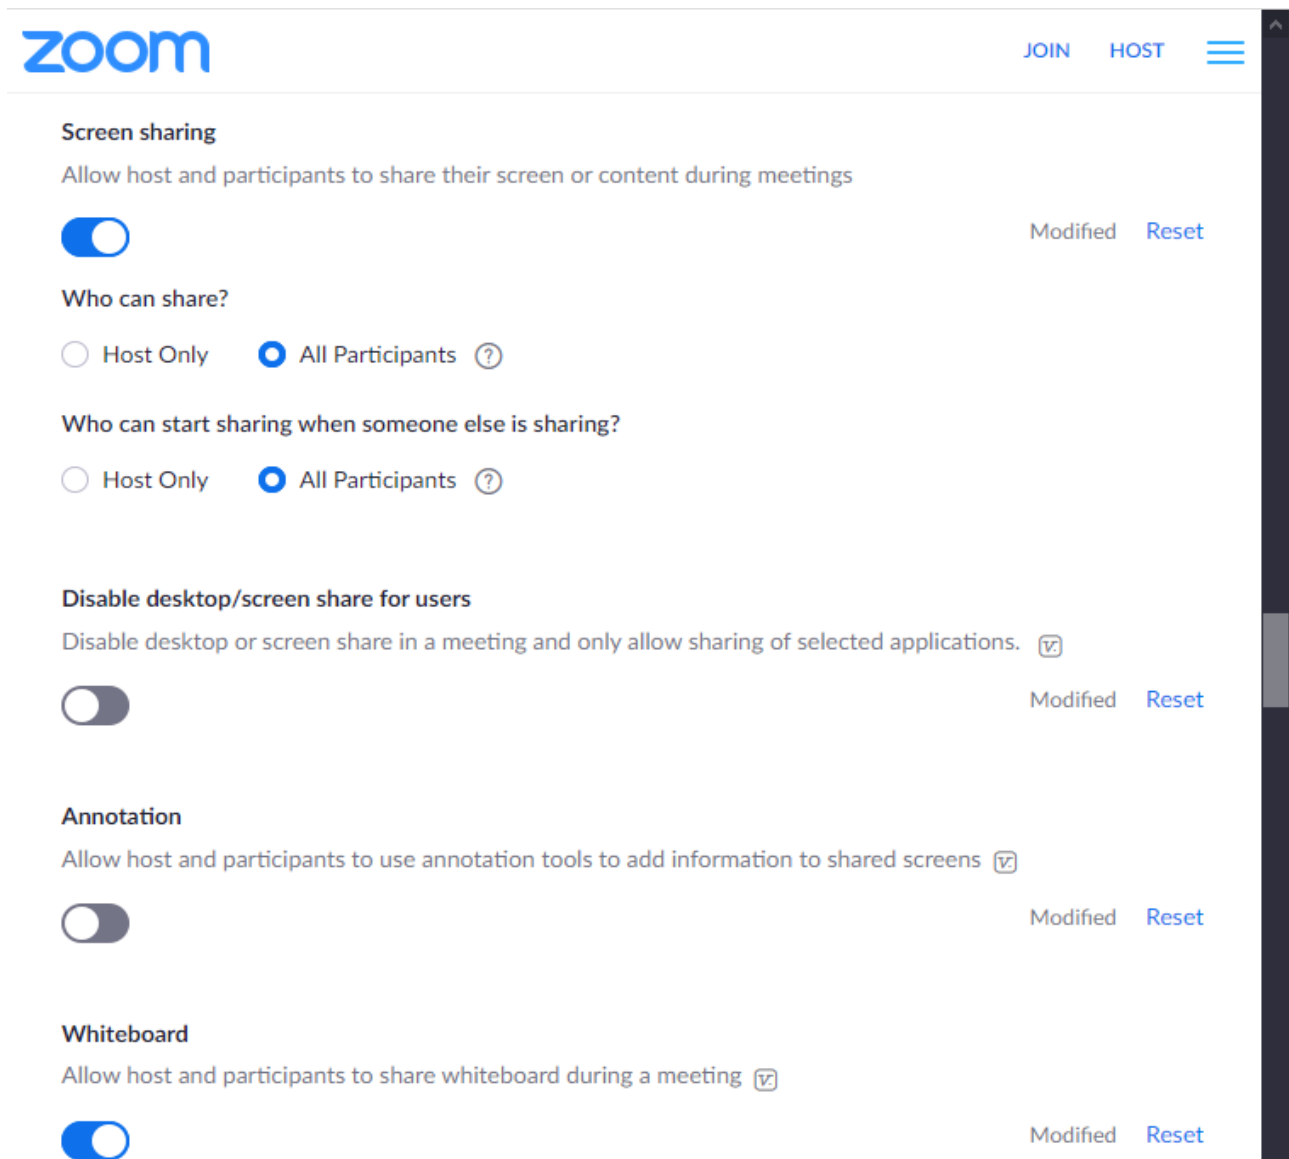 zoom
JOIN HOST
Screen sharing
Allow host and participants to share their screen or content during meetings
Modified Reset
Who can share?
Host Only All Participants ?
Who can start sharing when someone else is sharing?
Host Only All Participants ?
Disable desktop/screen share for users
Disable desktop or screen share in a meeting and only allow sharing of selected applications.
Modified Reset
Annotation
Allow host and participants to use annotation tools to add information to shared screens
Modified Reset
Whiteboard
Allow host and participants to share whiteboard during a meeting
Modified Reset